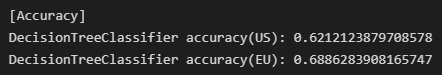 [Accuracy]
DecisionTreeClassifier accuracy(US): 0.6212123879708578
DecisionTreeClassifier accuracy(EU): 0.6886283908165747